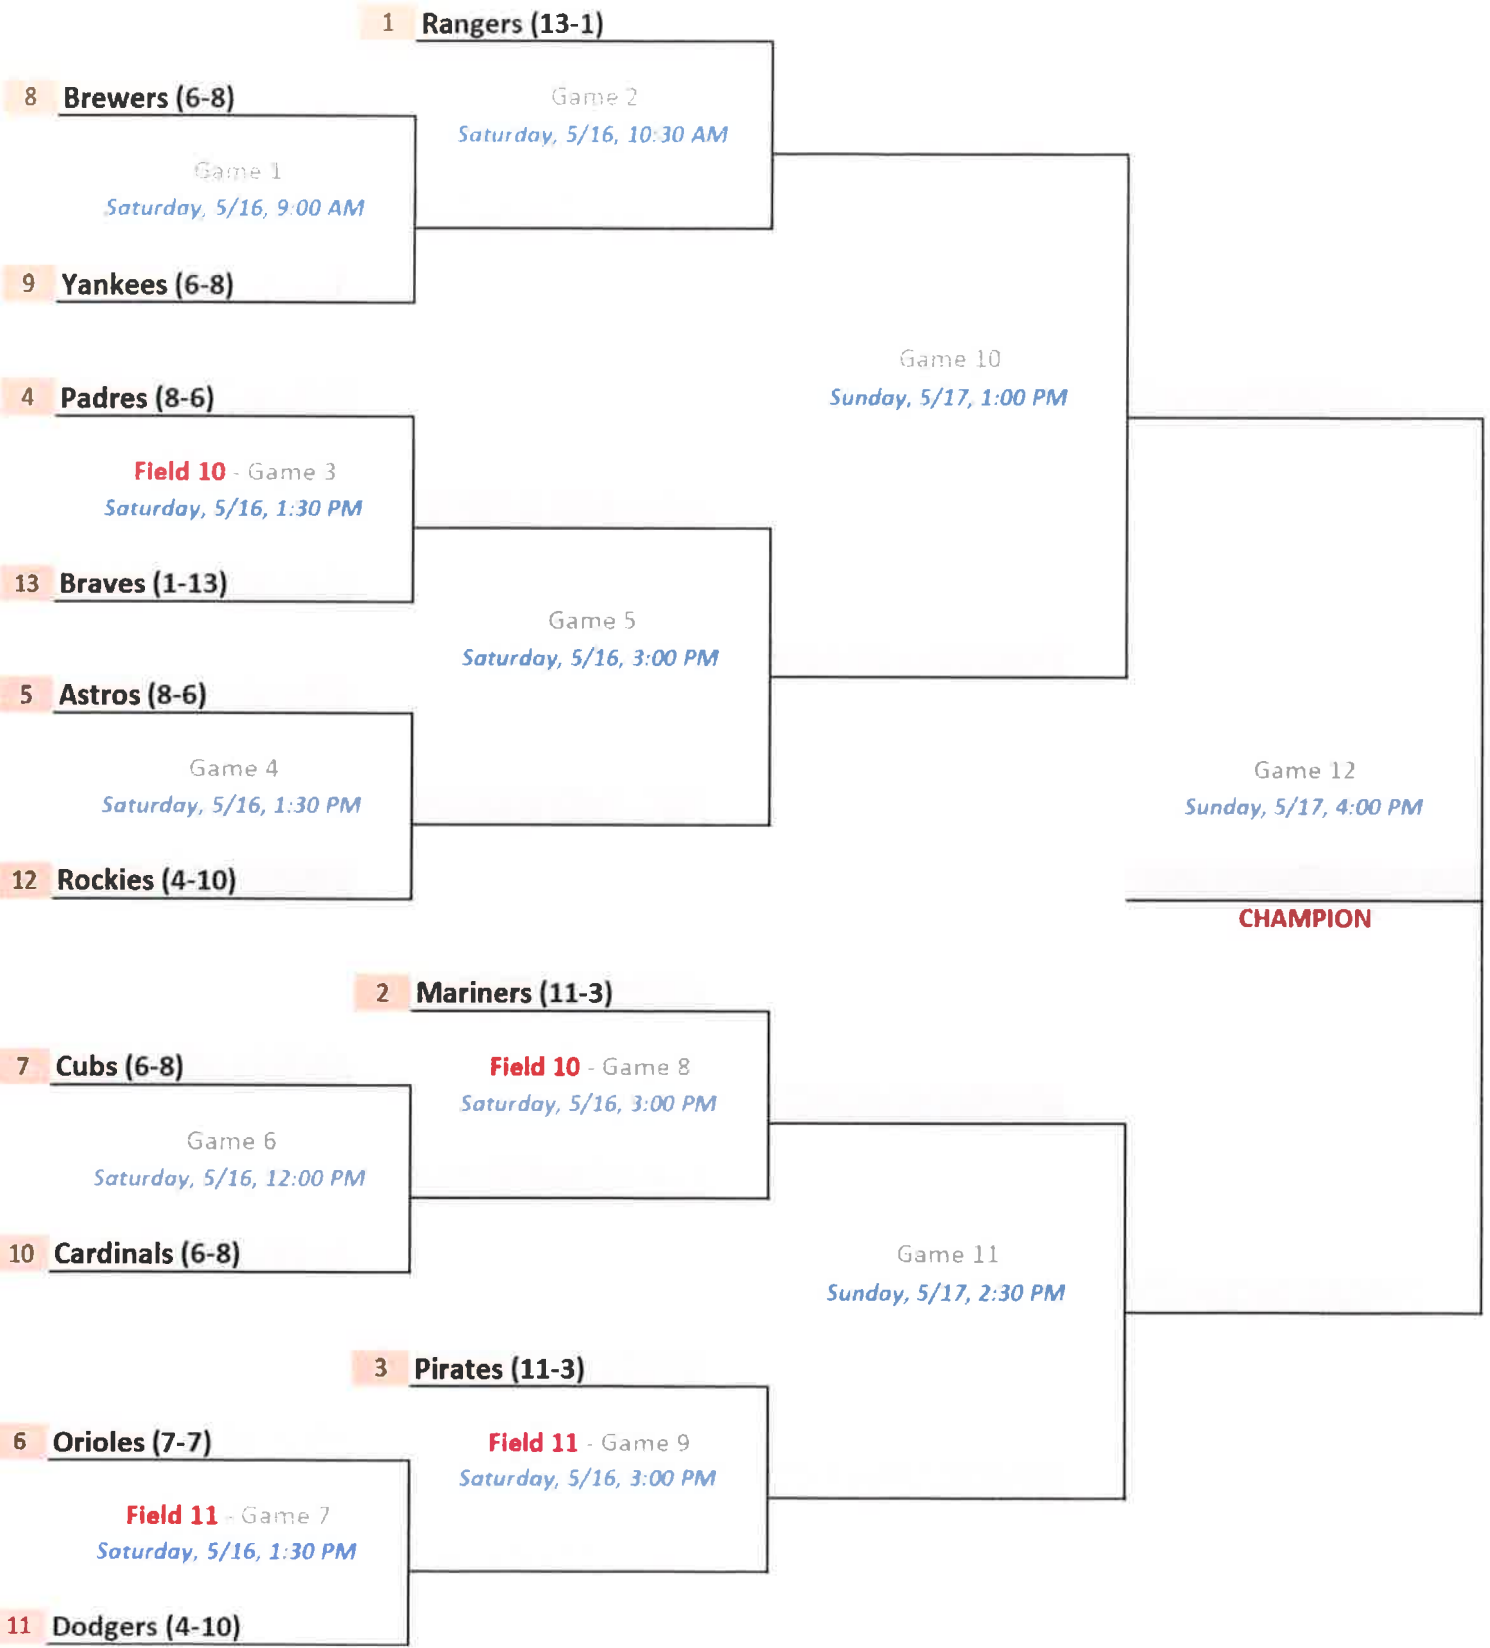 1 Rangers (13-1)
8 Brewers (6-8)
Game 2
Saturday, 5/16, 10:30 AM
Game 1
Saturday, 5/16, 9:00 AM
9 Yankees (6-8)
Game 10
Sunday, 5/17, 1:00 PM
4 Padres (8-6)
Field 10 - Game 3
Saturday, 5/16, 1:30 PM
13 Braves (1-13)
Game 5
Saturday, 5/16, 3:00 PM
5 Astros (8-6)
Game 4
Saturday, 5/16, 1:30 PM
12 Rockies (4-10)
Game 12
Sunday, 5/17, 4:00 PM
CHAMPION
2 Mariners (11-3)
7 Cubs (6-8)
Field 10 - Game 8
Saturday, 5/16, 3:00 PM
Game 6
Saturday, 5/16, 12:00 PM
10 Cardinals (6-8)
Game 11
Sunday, 5/17, 2:30 PM
3 Pirates (11-3)
6 Orioles (7-7)
Field 11 - Game 9
Saturday, 5/16, 3:00 PM
Field 11 - Game 7
Saturday, 5/16, 1:30 PM
11 Dodgers (4-10)